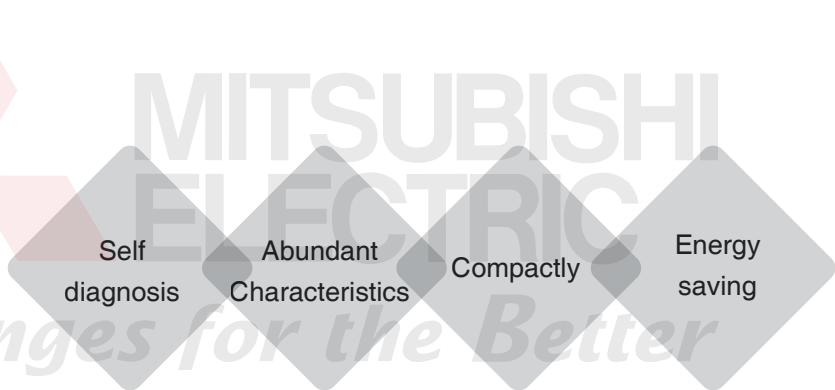 MITSUBISHI
ELECTRIC
Self
diagnosis
Abundant
Characteristics
Compactly
Energy
saving
nges for the Better